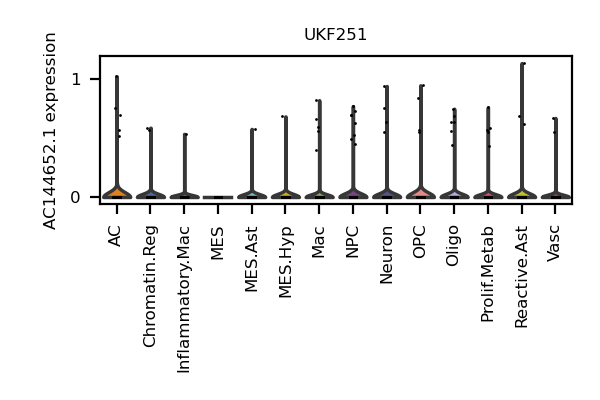 UKF251
AC144652.1 expression
1
0
AC
Chromatin.Reg
Inflammatory.Mac
MES
MES.Ast
MES.Hyp
Mac
NPC
Neuron
OPC
Oligo
Prolif.Metab
Reactive.Ast
Vasc